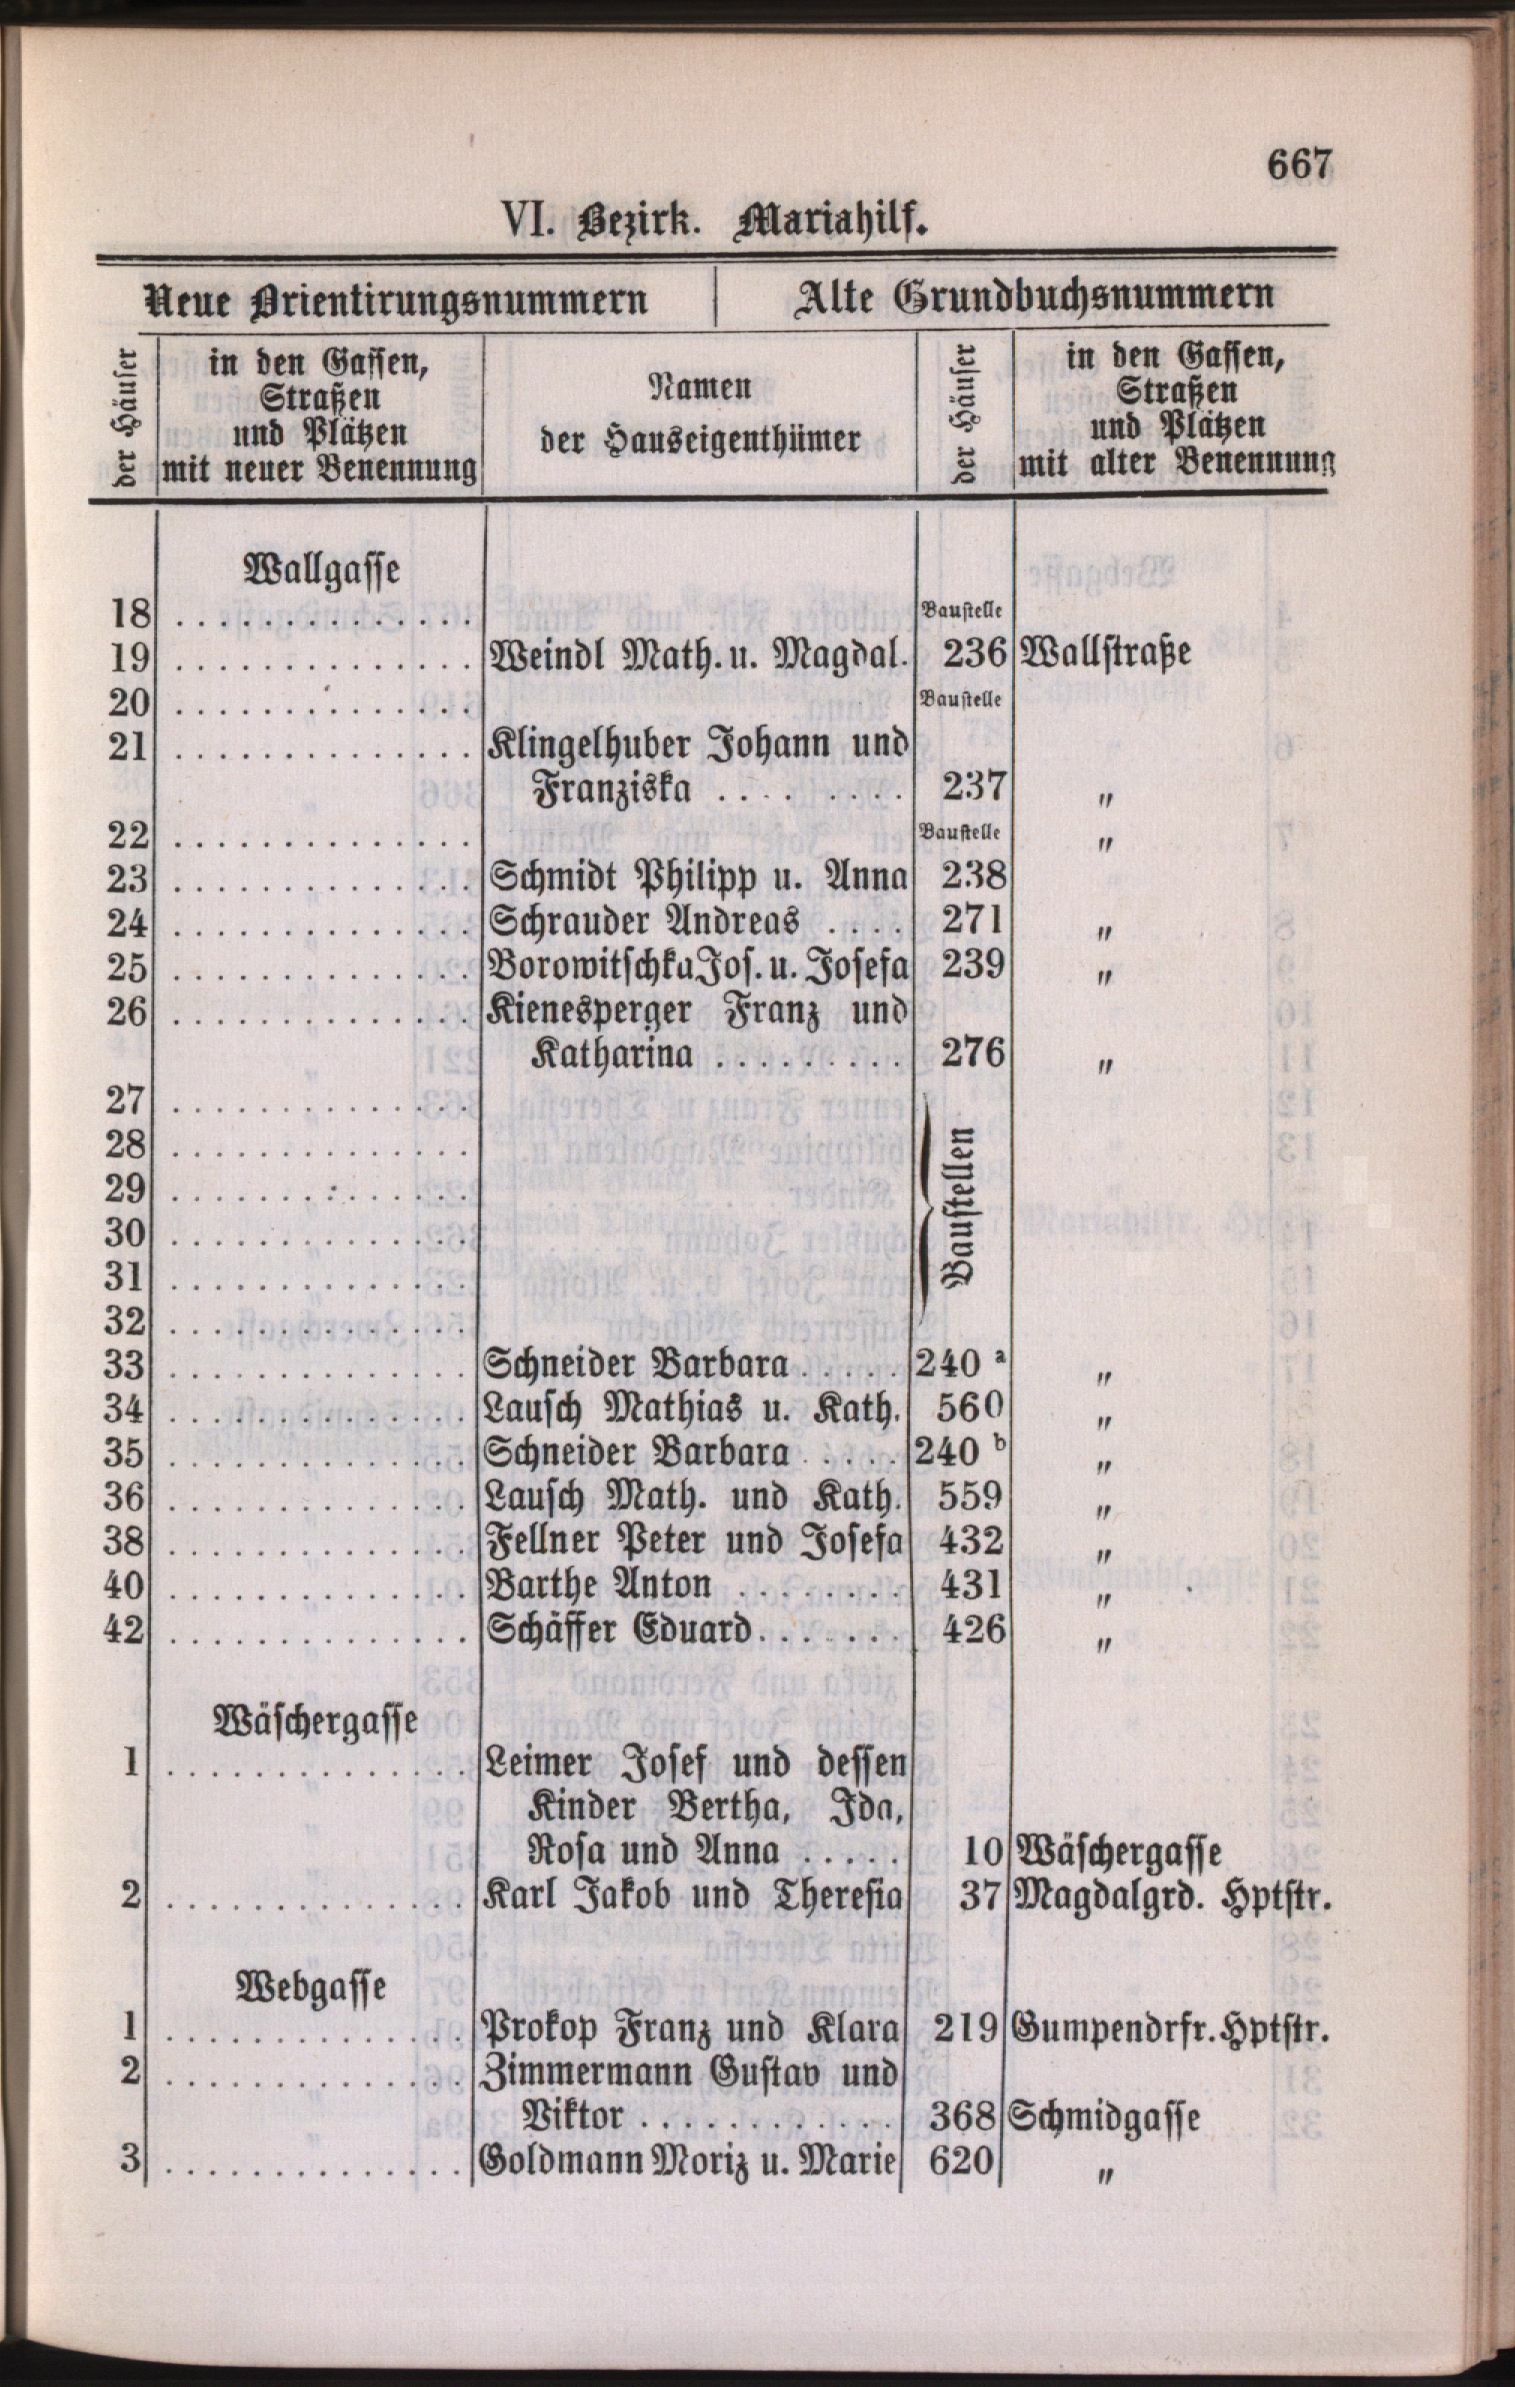 667
VI. Bezirk. Mariahilf.
Neue Orientirungsnummern Alte Grundbuchsnummern
der Häuser
in den Gassen,
Straßen
und Plätzen
mit neuer Benennung
Namen
der Hauseigenthümer
der Häuser
in den Gassen,
Straßen
und Plätzen
mit alter Benennung
Wallgasse
18 . . . . . . . . . . . . . . Baustelle
19 . . . . . . . . . . . . . . Weindl Math. u. Magdal. 236 Wallstraße
20 . . . . . . . . . . . . . . Baustelle
21 . . . . . . . . . . . . . . Klingelhuber Johann und
Franziska . . . . . . . . . 237 „
22 . . . . . . . . . . . . . . Baustelle „
23 . . . . . . . . . . . . . . Schmidt Philipp u. Anna 238
24 . . . . . . . . . . . . . . Schrauder Andreas . . . . 271 „
25 . . . . . . . . . . . . . . Borowitschka Jos. u. Josefa 239 „
26 . . . . . . . . . . . . . . Kienesperger Franz und
Katharina . . . . . . . . . 276 „
27 . . . . . . . . . . . . . .
28 . . . . . . . . . . . . . .
29 . . . . . . . . . . . . . .
30 . . . . . . . . . . . . . .
31 . . . . . . . . . . . . . .
32 . . . . . . . . . . . . . .
Baustellen
33 . . . . . . . . . . . . . . Schneider Barbara . . . . . 240 a „
34 . . . . . . . . . . . . . . Lausch Mathias u. Kath. 560 „
35 . . . . . . . . . . . . . . Schneider Barbara . . . . . 240 b „
36 . . . . . . . . . . . . . . Lausch Math. und Kath. 559 „
38 . . . . . . . . . . . . . . Fellner Peter und Josefa 432 „
40 . . . . . . . . . . . . . . Barthe Anton . . . . . . . . 431 „
42 . . . . . . . . . . . . . . Schäffer Eduard . . . . . . . 426 „
Wäschergasse
1 . . . . . . . . . . . . . . Leimer Josef und dessen
Kinder Bertha, Ida,
Rosa und Anna . . . . . 10 Wäschergasse
2 . . . . . . . . . . . . . . Karl Jakob und Theresia 37 Magdalgrd. Hptstr.
Webgasse
1 . . . . . . . . . . . . . . Prokop Franz und Klara 219 Gumpendrfr. Hptstr.
2 . . . . . . . . . . . . . . Zimmermann Gustav und
Viktor . . . . . . . . . . . . 368 Schmidgasse
3 . . . . . . . . . . . . . . Goldmann Moriz u. Marie 620 „